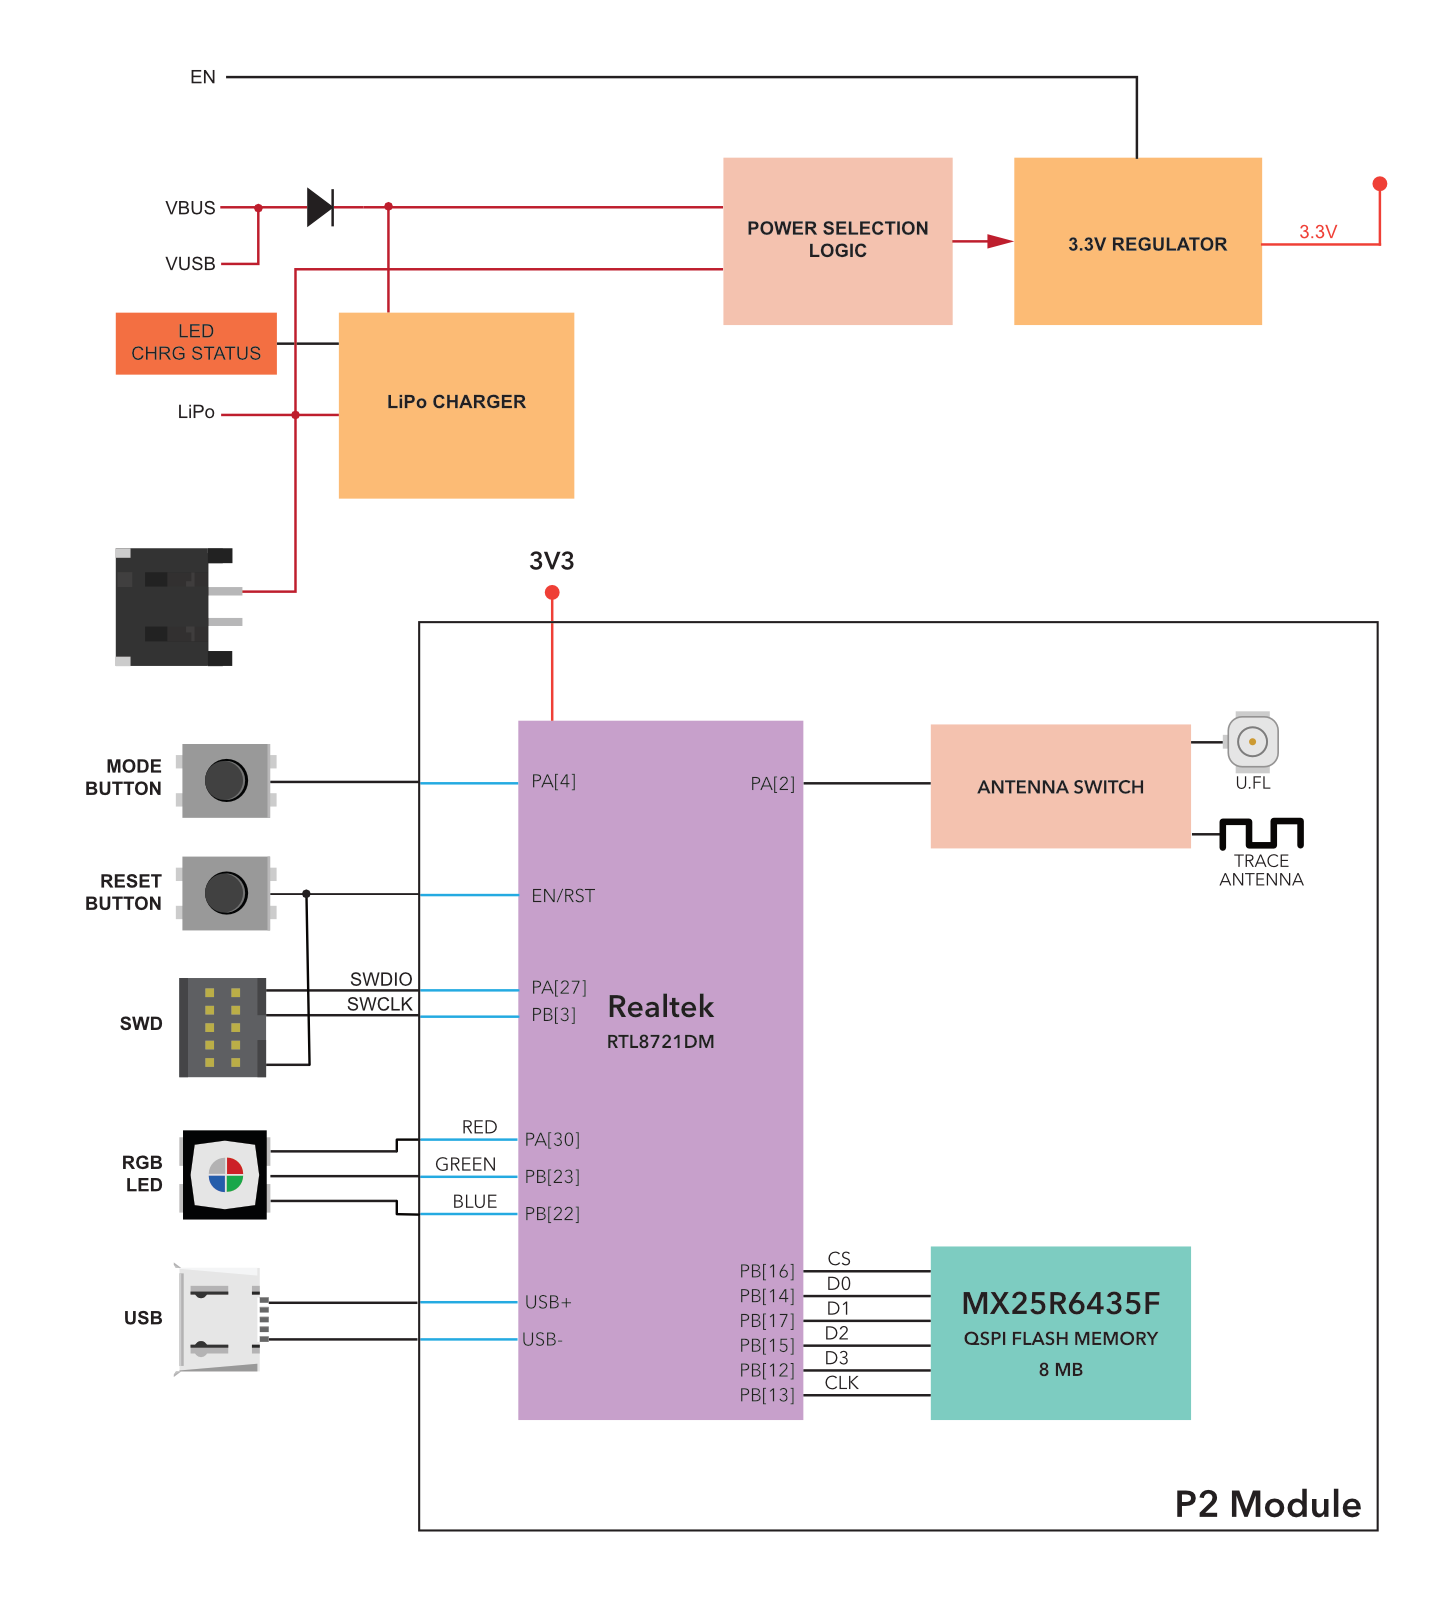 EN
VBUS
VUSB
POWER SELECTION
LOGIC
3.3V REGULATOR
3.3V
LED
CHRG STATUS
LiPo
LiPo CHARGER
3V3
MODE
BUTTON
PA[4]
PA[2]
ANTENNA SWITCH
U.FL
TRACE
ANTENNA
RESET
BUTTON
EN/RST
SWD
SWDIO
SWCLK
PA[27]
PB[3]
Realtek
RTL8721DM
RGB
LED
RED
GREEN
BLUE
PA[30]
PB[23]
PB[22]
USB
USB+
USB-
PB[16]
PB[14]
PB[17]
PB[15]
PB[12]
PB[13]
CS
D0
D1
D2
D3
CLK
MX25R6435F
QSPI FLASH MEMORY
8 MB
P2 Module